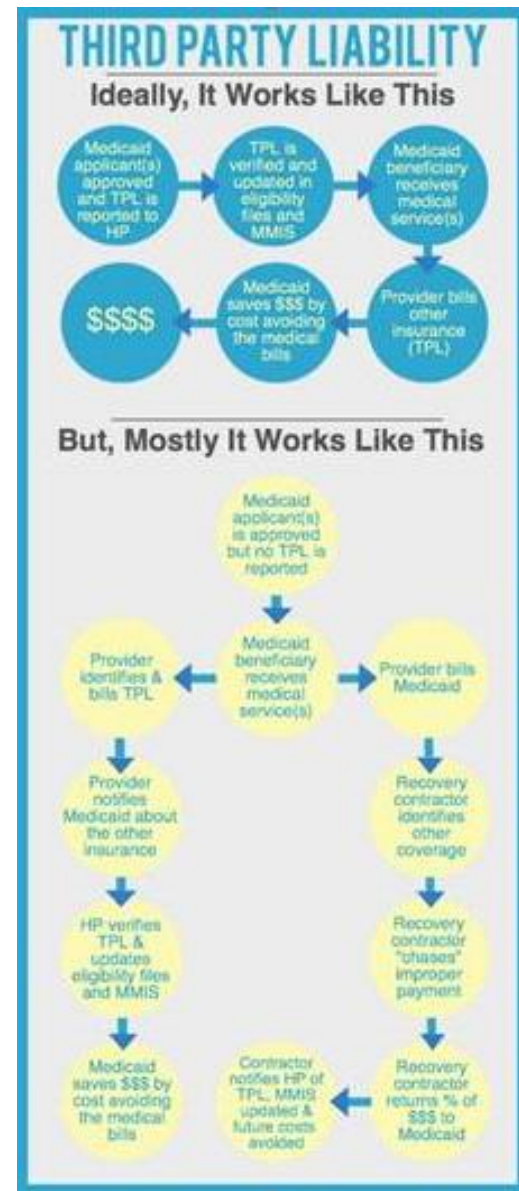 THIRD PARTY LIABILITY
Ideally, It Works Like This
Medicaid
applicant(s)
approved
and TPL is
reported to
HP
TPL is
verified and
updated in
eligibility
files and
MMIS
Medicaid
beneficiary
receives
medical
service(s)
Provider bills
other
insurance
(TPL)
Medicaid
saves $$$ by
cost avoiding
the medical
bills
$$$$
But, Mostly It Works Like This
Medicaid
applicant(s)
is approved
but no TPL is
reported
Medicaid
beneficiary
receives
medical
service(s)
Provider
identifies &
bills TPL
Provider
notifies
Medicaid about
the other
insurance
HP verifies
TPL &
updates
eligibility files
and MMIS
Medicaid
saves $$$ by
cost avoiding
the medical
bills
Provider bills
Medicaid
Recovery
contractor
identifies
other
coverage
Recovery
contractor
"chases"
improper
payment
Recovery
contractor
returns % of
$$$ to
Medicaid
Contractor
notifies HP of
TPL, MMIS
updated &
future costs
avoided